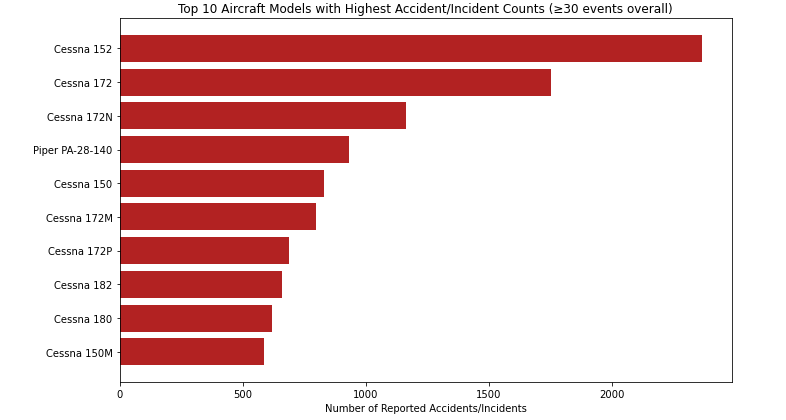 Top 10 Aircraft Models with Highest Accident/Incident Counts (≥30 events overall)
Cessna 152
Cessna 172
Cessna 172N
Piper PA-28-140
Cessna 150
Cessna 172M
Cessna 172P
Cessna 182
Cessna 180
Cessna 150M
0 500 1000 1500 2000
Number of Reported Accidents/Incidents